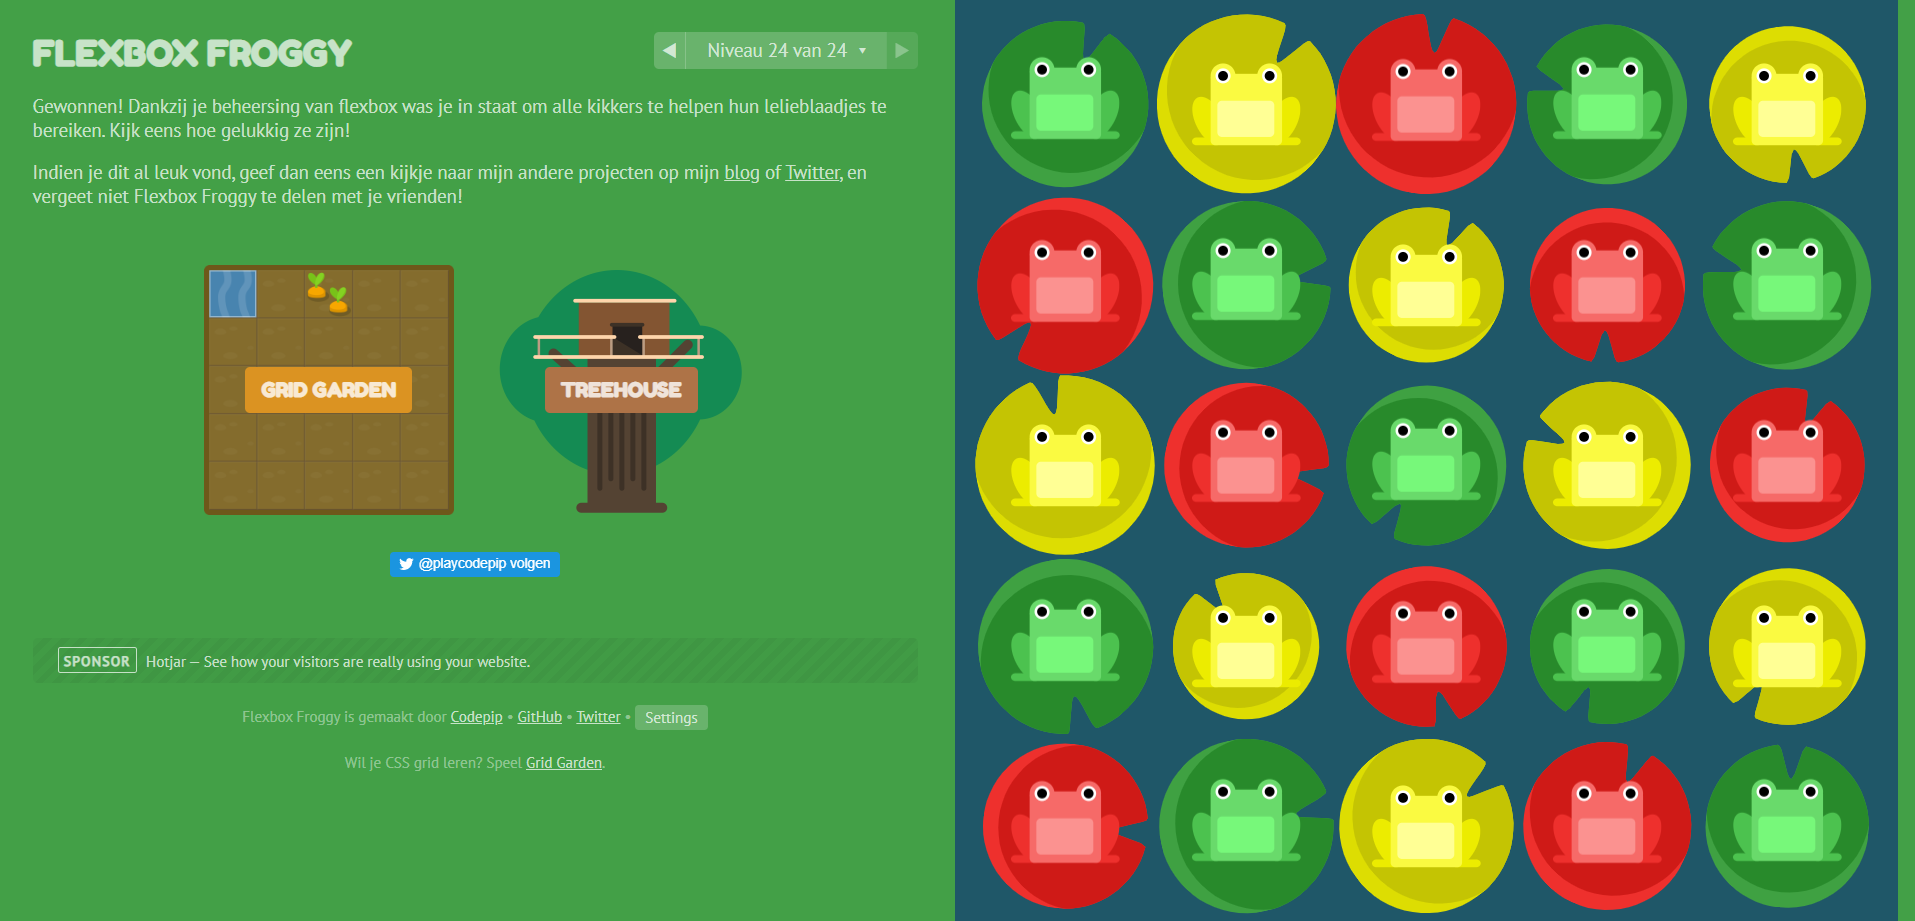 FLEXBOX FROGGY
Niveau 24 van 24
Gewonnen! Dankzij je beheersing van flexbox was je in staat om alle kikkers te helpen hun lelieblaadjes te
bereiken. Kijk eens hoe gelukkig ze zijn!
Indien je dit al leuk vond, geef dan eens een kijkje naar mijn andere projecten op mijn blog of Twitter, en
vergeet niet Flexbox Froggy te delen met je vrienden!
GRID GARDEN
TREEHOUSE
@playcodepip volgen
SPONSOR Hotjar — See how your visitors are really using your website.
Flexbox Froggy is gemaakt door Codepip • GitHub • Twitter • Settings
Wil je CSS grid leren? Speel Grid Garden.